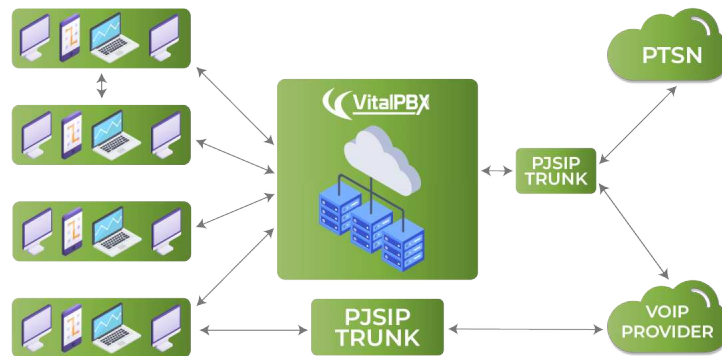 VitalPBX
PTSN
PJSIP
TRUNK
PJSIP
TRUNK
VOIP
PROVIDER